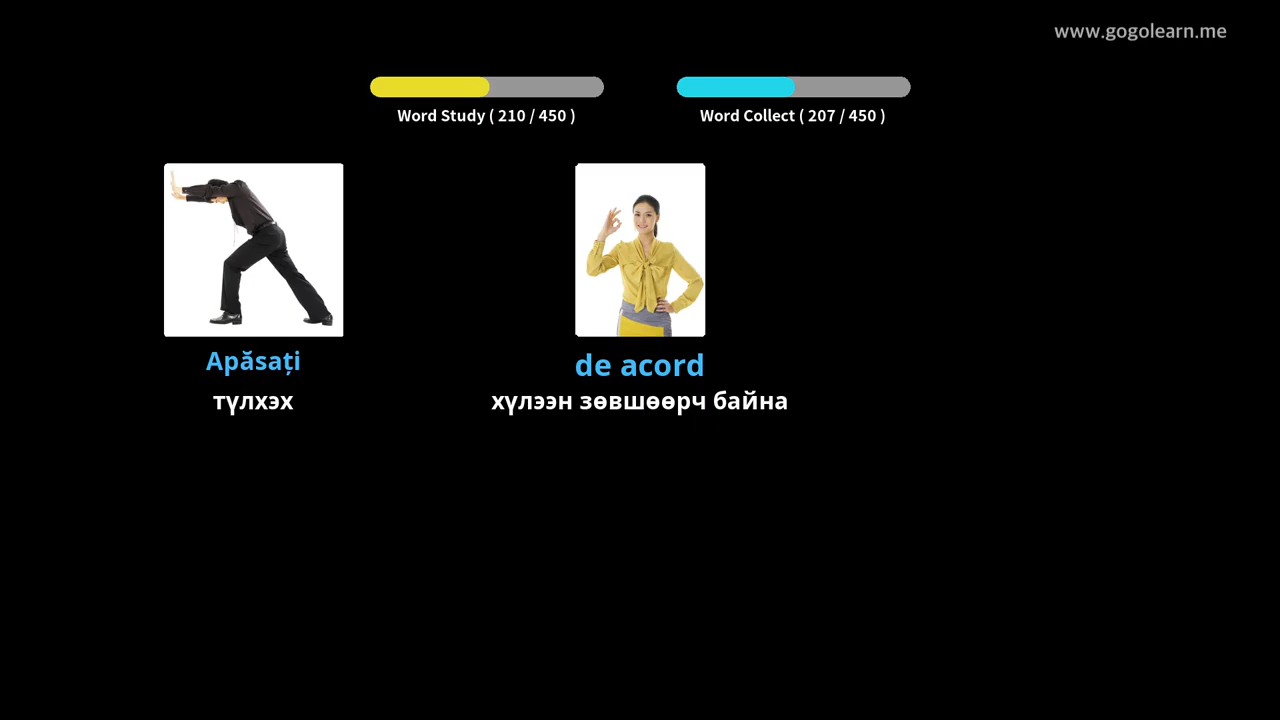 www.gogolearn.me
Word Study ( 210 / 450 )
Word Collect ( 207 / 450 )
Apăsați
түлхэх
de acord
хүлээн зөвшөөрч байна